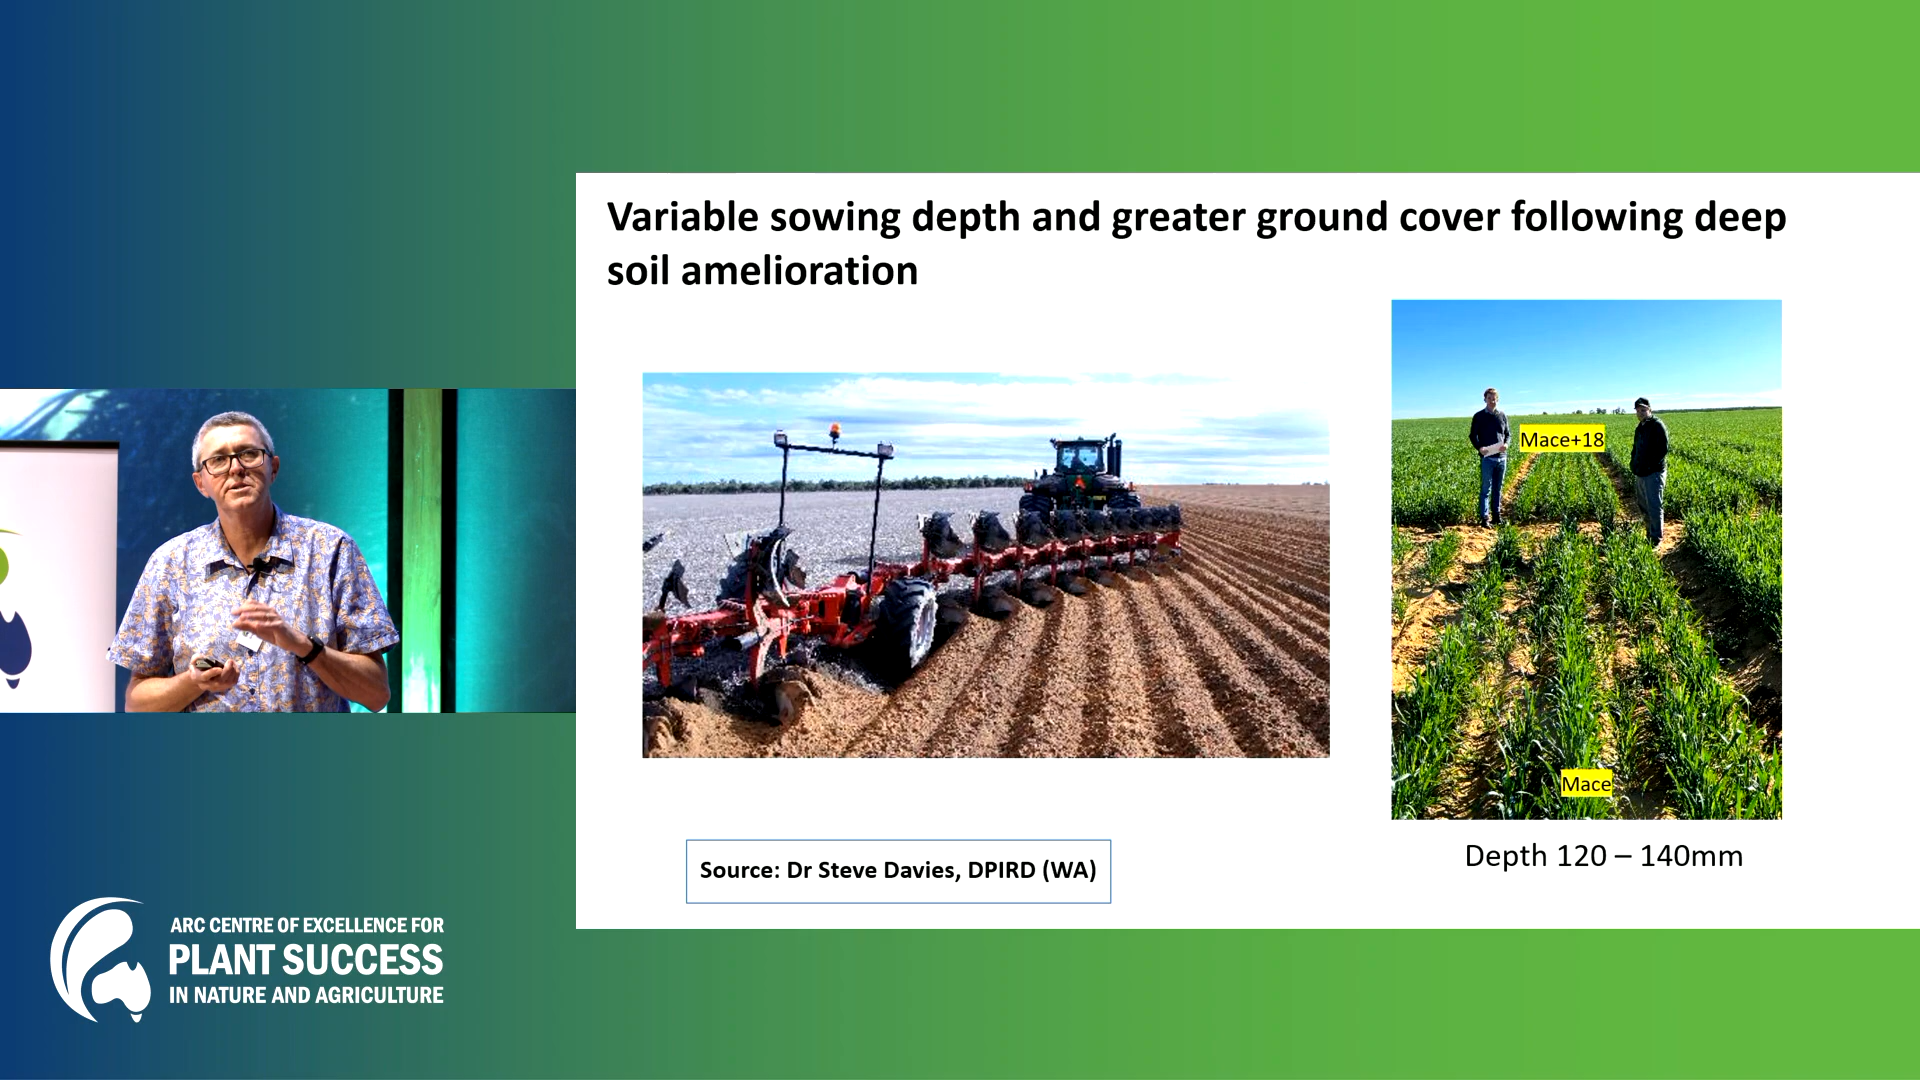 Variable sowing depth and greater ground cover following deep
soil amelioration
Mace+18
Mace
Depth 120 – 140mm
Source: Dr Steve Davies, DPIRD (WA)
ARC CENTRE OF EXCELLENCE FOR
PLANT SUCCESS
IN NATURE AND AGRICULTURE